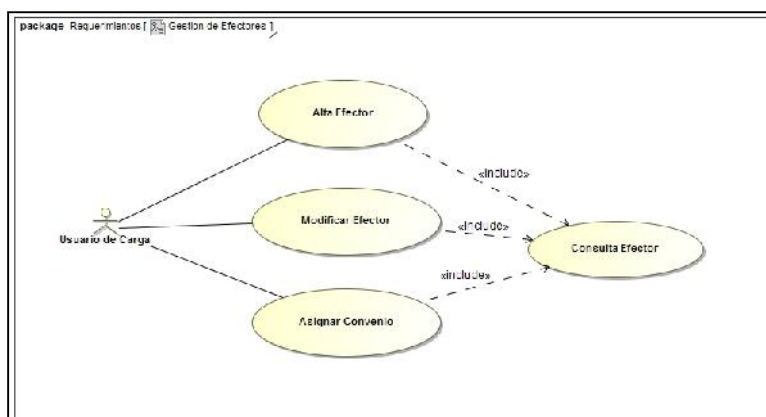 package Requerimientos [ Gestion de Efectores ]
Alta Efector
«include»
Modificar Efector
«include»
Usuario de Carga
Consulta Efector
«include»
Asignar Convenio